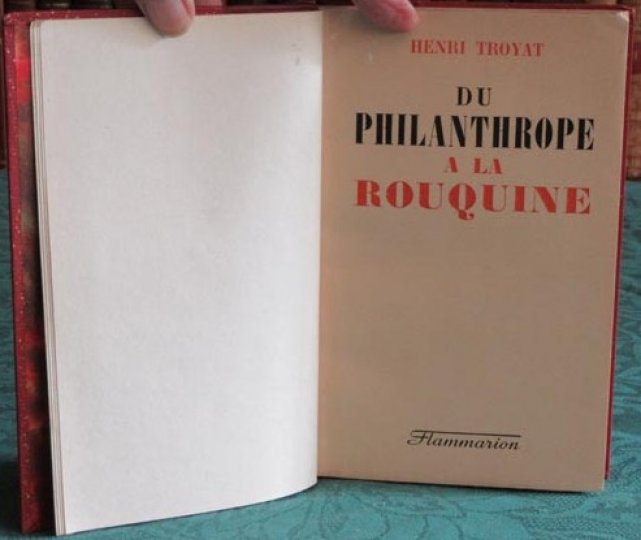 HENRI TROYAT
DU
PHILANTHROPE
A LA
ROUQUINE
Flammarion